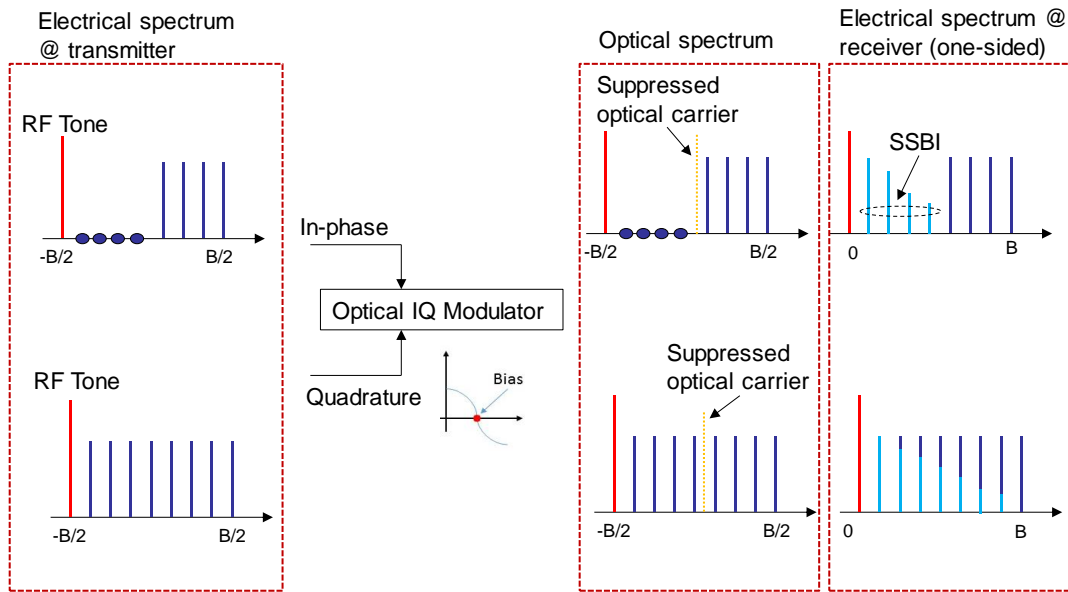 Electrical spectrum
@ transmitter
Optical spectrum
Electrical spectrum @
receiver (one-sided)
RF Tone
-B/2
B/2
Suppressed
optical carrier
-B/2
B/2
SSBI
0
B
In-phase
Optical IQ Modulator
Quadrature
Bias
RF Tone
-B/2
B/2
Suppressed
optical carrier
-B/2
B/2
0
B